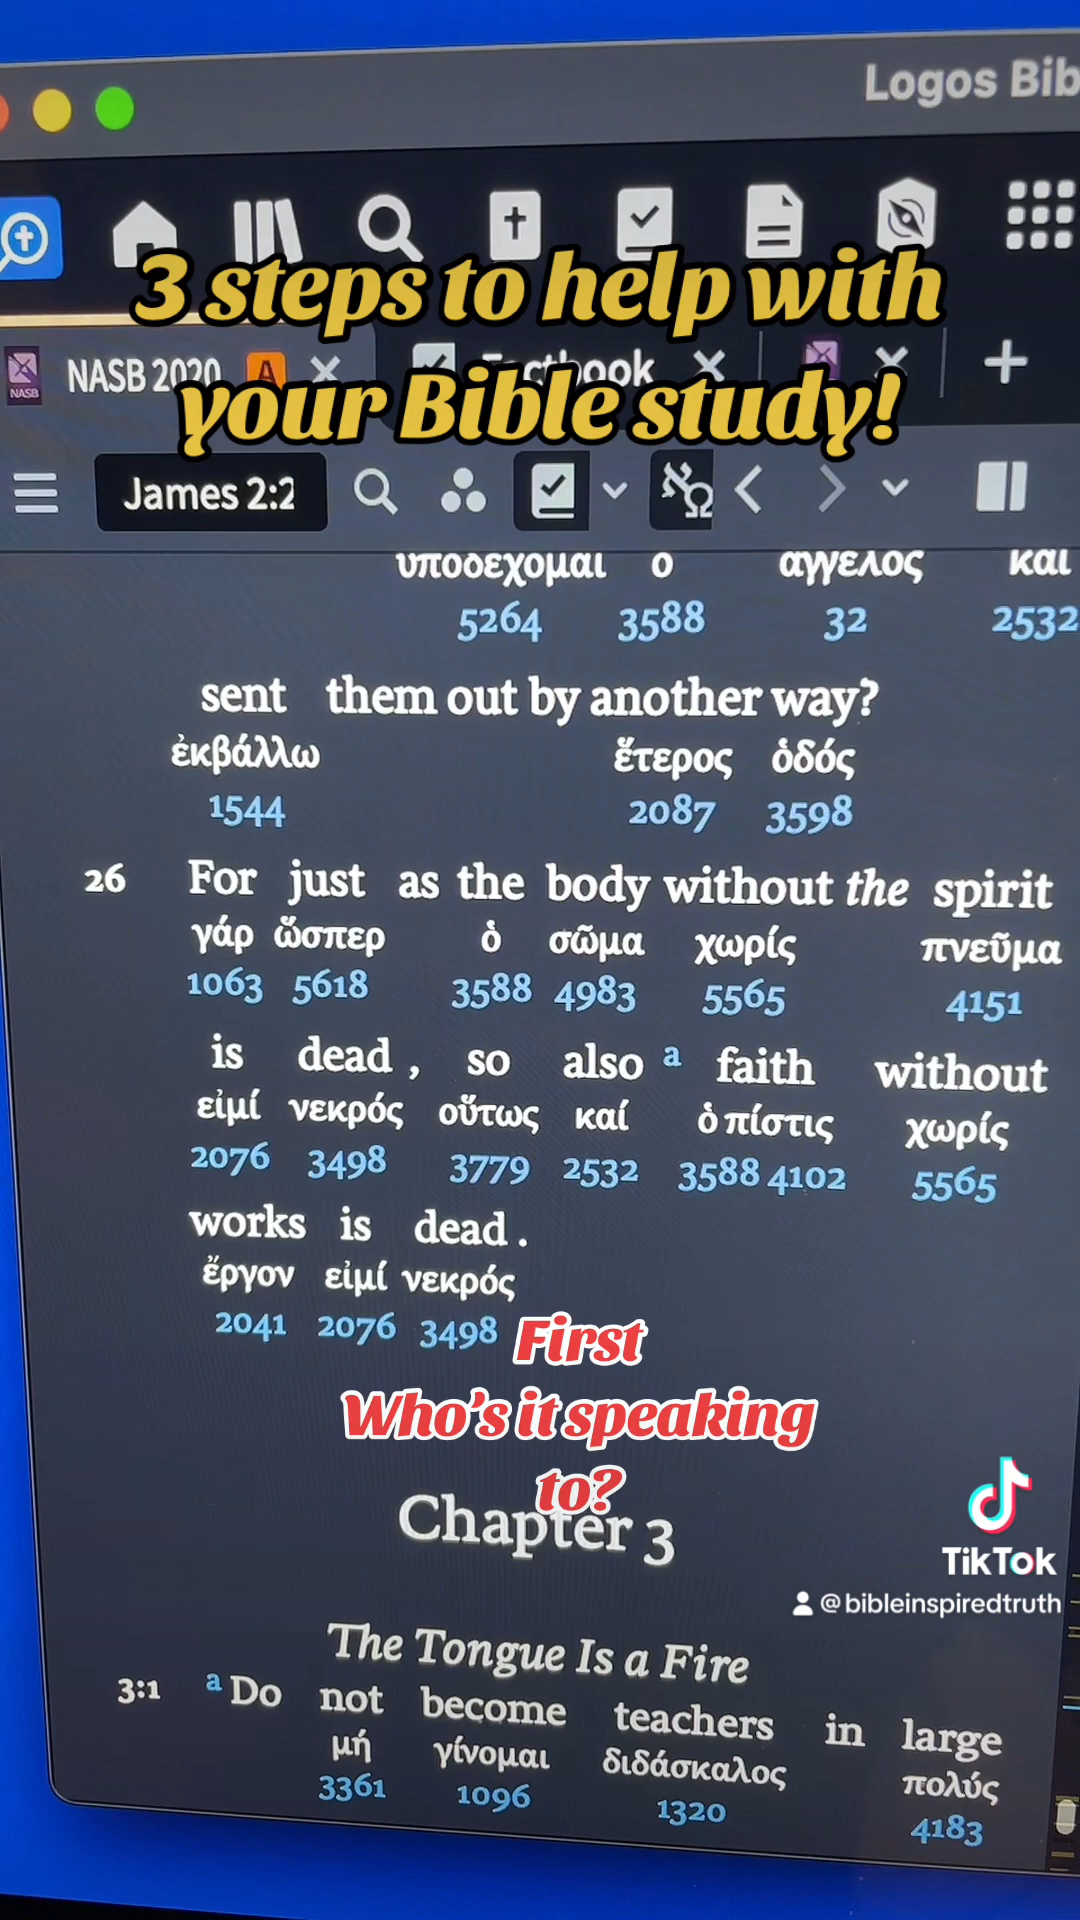 Logos Bib
3 steps to help with
NASB 2020 A
NASB
your Bible study!
James 2:2
ὑποδέχομαι ὁ ἄγγελος καί
5264 3588 32 2532
sent them out by another way?
ἐκβάλλω ἕτερος ὁδός
1544 2087 3598
26 For just as the body without the spirit
γάρ ὥσπερ ὁ σῶμα χωρίς πνεῦμα
1063 5618 3588 4983 5565 4151
is dead , so also a faith without
εἰμί νεκρός οὕτως καί ὁ πίστις χωρίς
2076 3498 3779 2532 3588 4102 5565
works is dead .
ἔργον εἰμί νεκρός
2041 2076 3498
First
Who's it speaking
to?
Chapter 3
TikTok
@bibleinspiredtruth
The Tongue Is a Fire
3:1 a Do not become teachers in large
μή γίνομαι διδάσκαλος πολύς
3361 1096 1320 4183